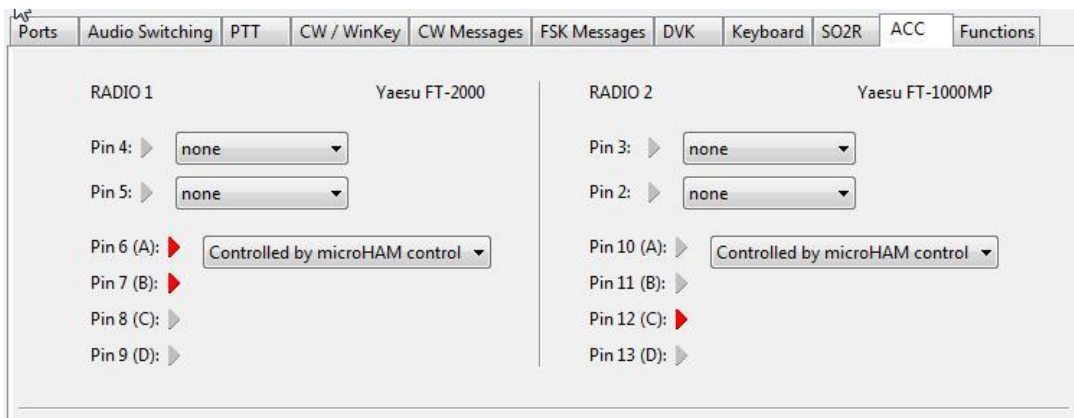 Ports Audio Switching PTT CW / WinKey CW Messages FSK Messages DVK Keyboard SO2R ACC Functions
RADIO 1 Yaesu FT-2000
Pin 4: none
Pin 5: none
Pin 6 (A): Controlled by microHAM control
Pin 7 (B):
Pin 8 (C):
Pin 9 (D):
RADIO 2 Yaesu FT-1000MP
Pin 3: none
Pin 2: none
Pin 10 (A): Controlled by microHAM control
Pin 11 (B):
Pin 12 (C):
Pin 13 (D):